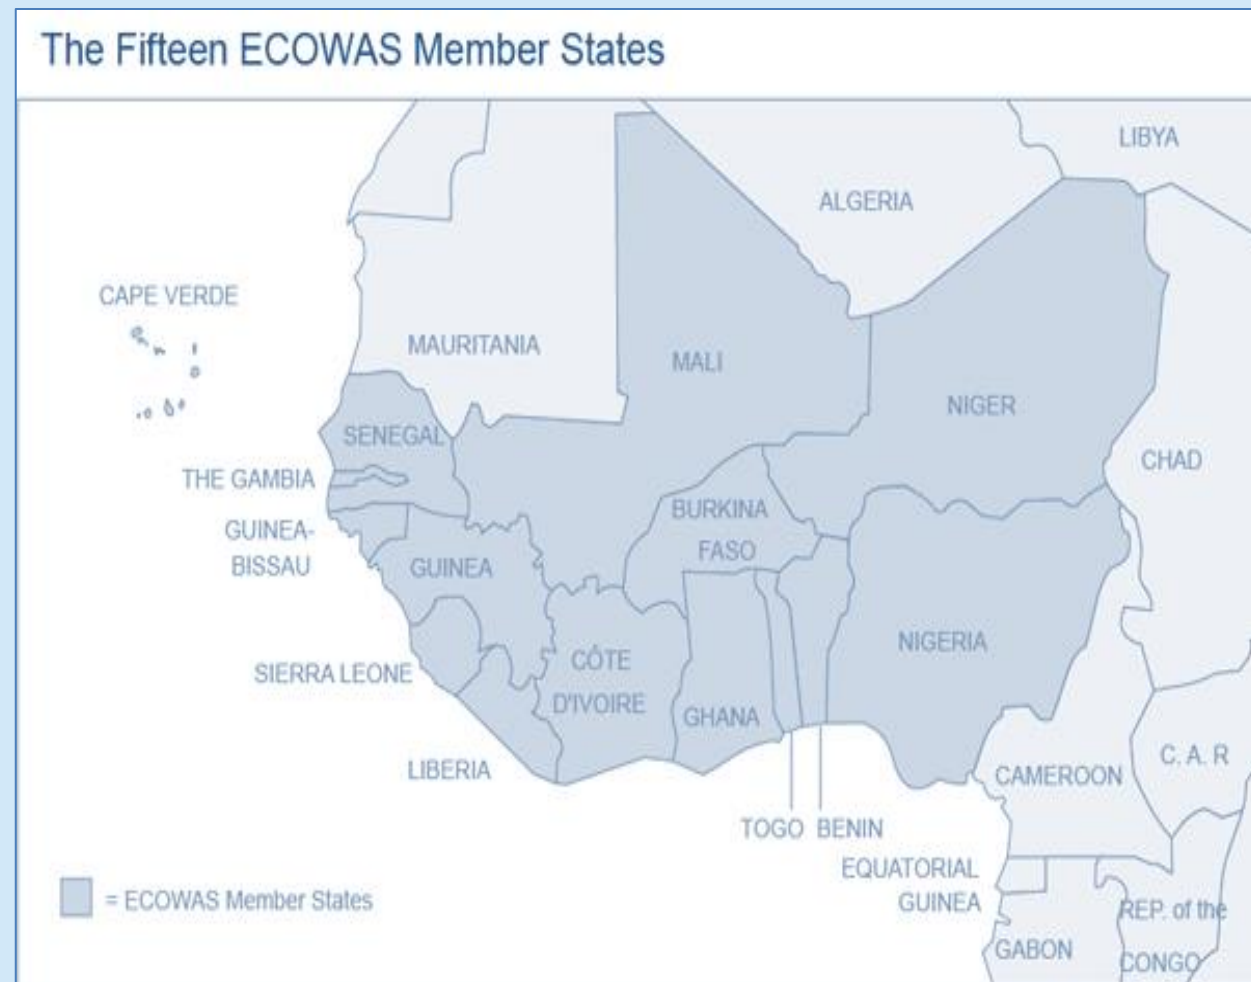 The Fifteen ECOWAS Member States
LIBYA
ALGERIA
CAPE VERDE
MAURITANIA
MALI
NIGER
SENEGAL
CHAD
THE GAMBIA
BURKINA
FASO
GUINEA-
BISSAU
GUINEA
NIGERIA
SIERRA LEONE
CÔTE
D'IVOIRE
GHANA
LIBERIA
C. A. R
CAMEROON
TOGO
BENIN
EQUATORIAL
GUINEA
= ECOWAS Member States
REP. of the
CONGO
GABON